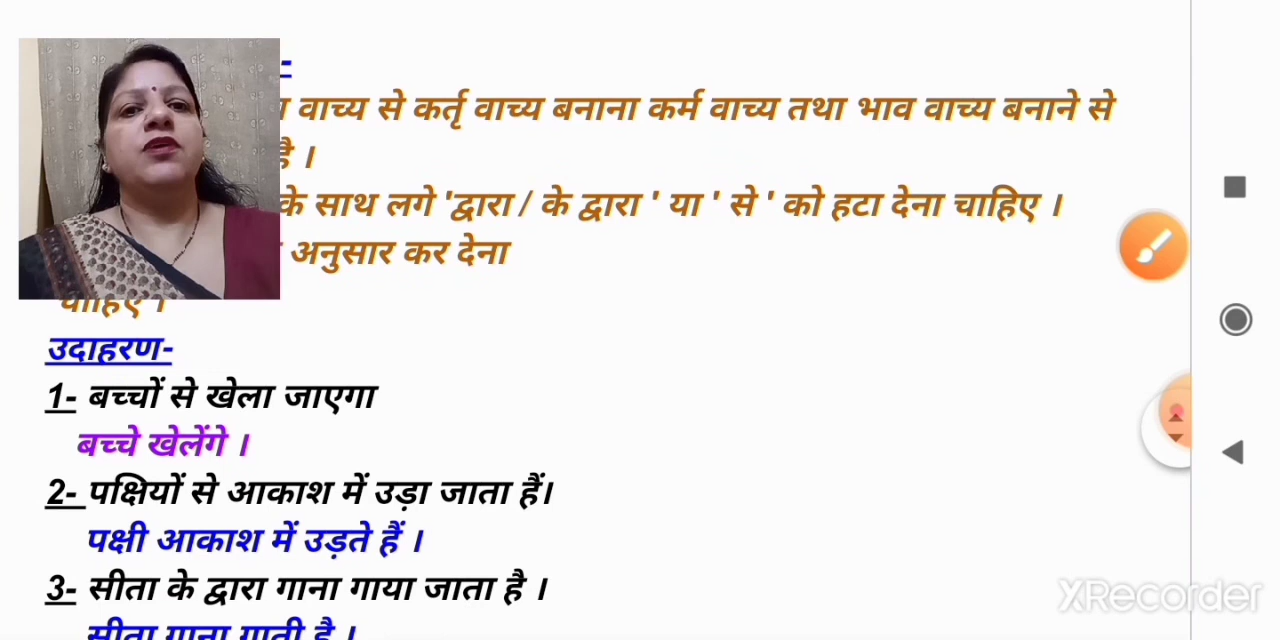 वाच्य से कर्तृ वाच्य बनाना कर्म वाच्य तथा भाव वाच्य बनाने से
है ।
के साथ लगे 'द्वारा / के द्वारा ' या ' से ' को हटा देना चाहिए ।
अनुसार कर देना
चाहिए ।
उदाहरण-
1- बच्चों से खेला जाएगा
बच्चे खेलेंगे ।
2- पक्षियों से आकाश में उड़ा जाता हैं।
पक्षी आकाश में उड़ते हैं ।
3- सीता के द्वारा गाना गाया जाता है ।
सीता गाना गाती है ।
XRecorder